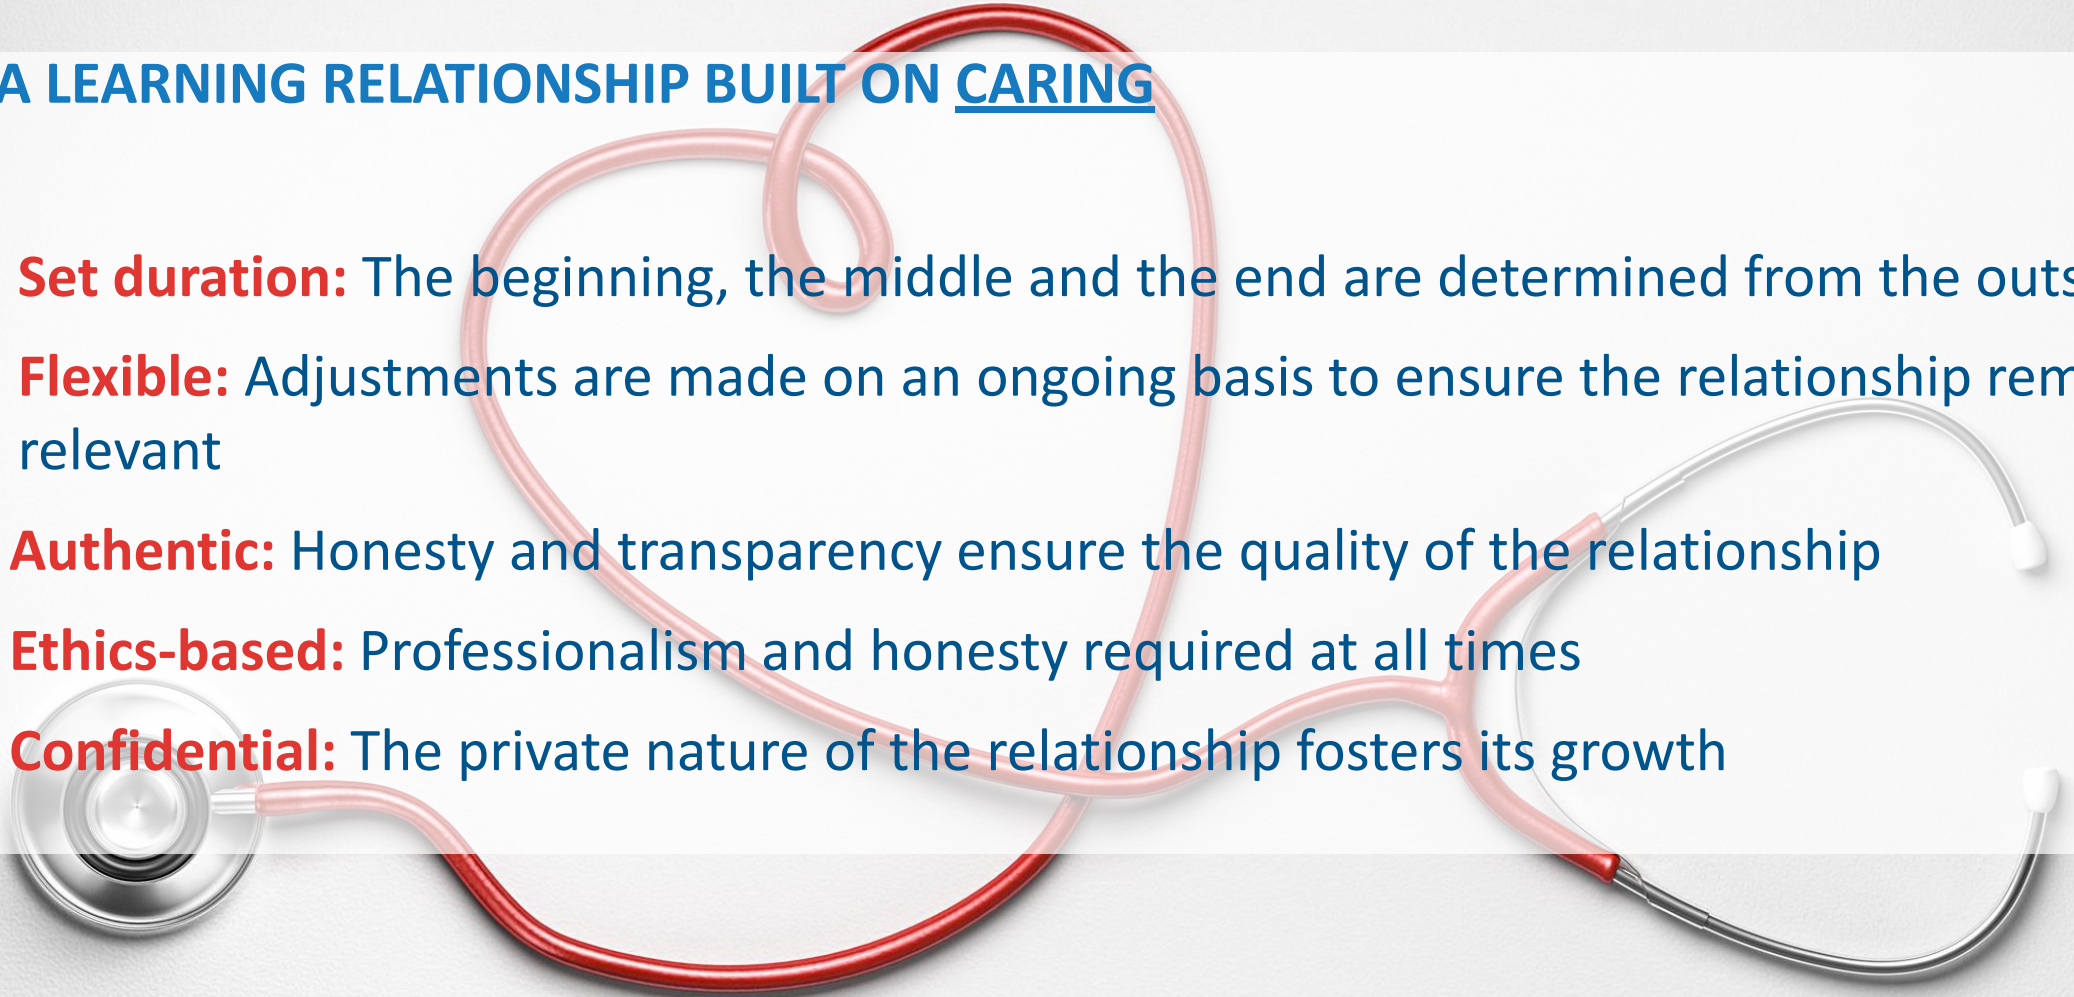 A LEARNING RELATIONSHIP BUILT ON CARING
Set duration: The beginning, the middle and the end are determined from the outs
Flexible: Adjustments are made on an ongoing basis to ensure the relationship rem
relevant
Authentic: Honesty and transparency ensure the quality of the relationship
Ethics-based: Professionalism and honesty required at all times
Confidential: The private nature of the relationship fosters its growth